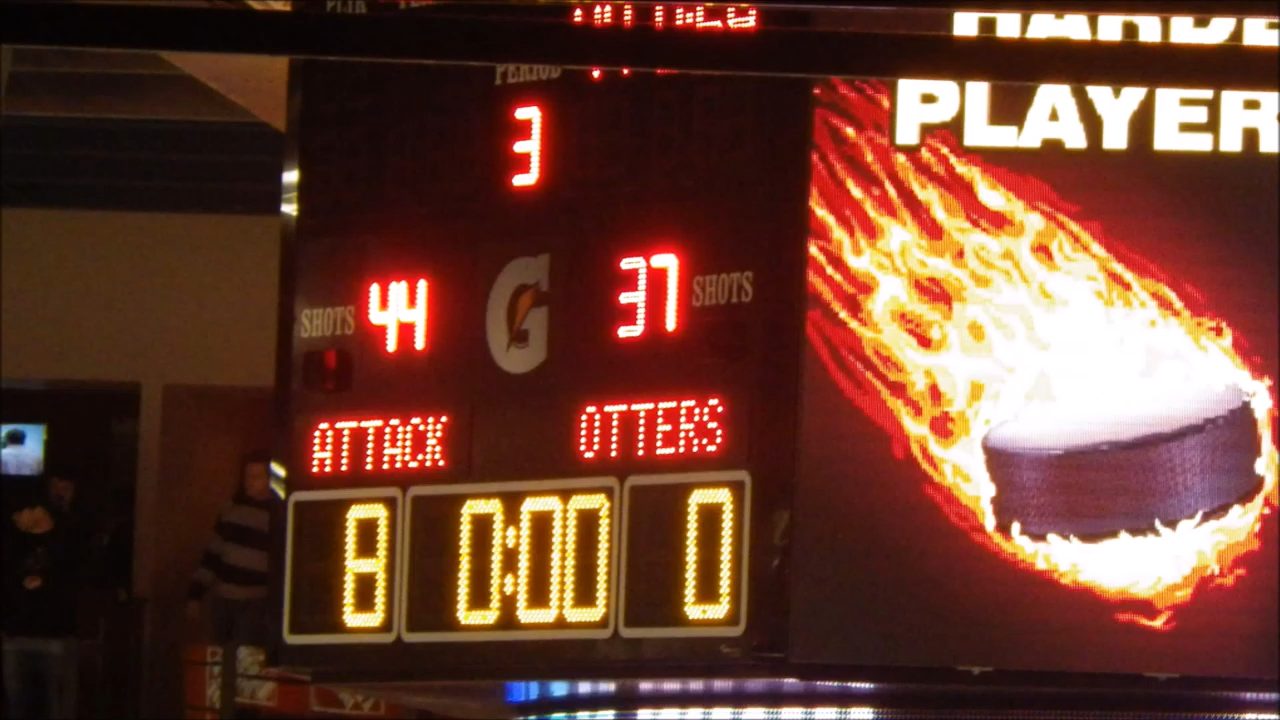 PERIOD
3
SHOTS 44 G 37 SHOTS
ATTACK OTTERS
8 0:00 0
PLAYER